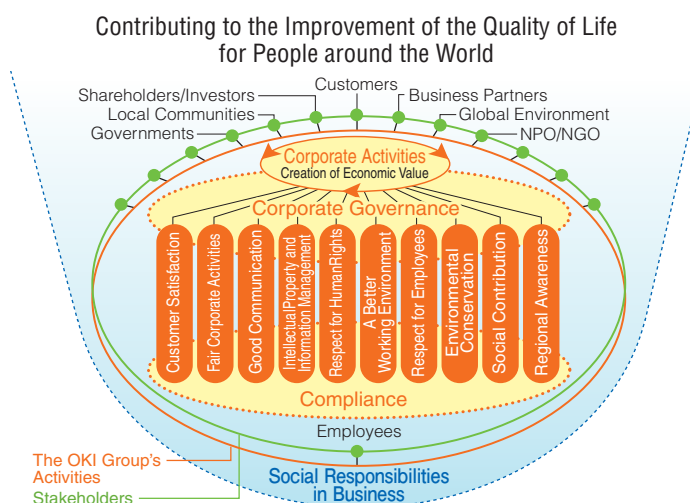 Contributing to the Improvement of the Quality of Life
for People around the World
Customers
Shareholders/Investors
Business Partners
Local Communities
Global Environment
Governments
NPO/NGO
Corporate Activities
Creation of Economic Value
Corporate Governance
Customer Satisfaction
Fair Corporate Activities
Good Communication
Intellectual Property and
Information Management
Respect for Human Rights
A Better
Working Environment
Respect for Employees
Environmental
Conservation
Social Contribution
Regional Awareness
Compliance
Employees
The OKI Group's
Activities
Stakeholders
Social Responsibilities
in Business